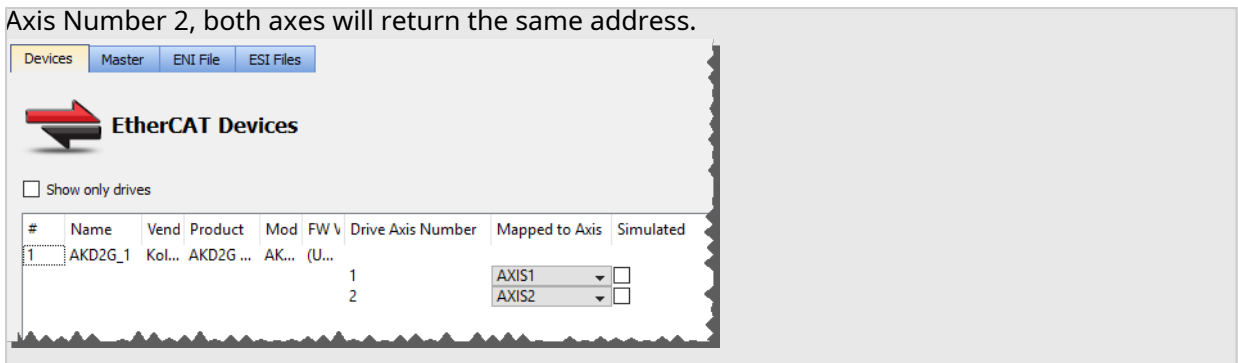 Axis Number 2, both axes will return the same address.
Devices Master ENI File ESI Files
EtherCAT Devices
Show only drives
# Name Vend Product Mod FW V Drive Axis Number Mapped to Axis Simulated
1 AKD2G_1 Kol... AKD2G ... AK... (U...
1 AXIS1
2 AXIS2